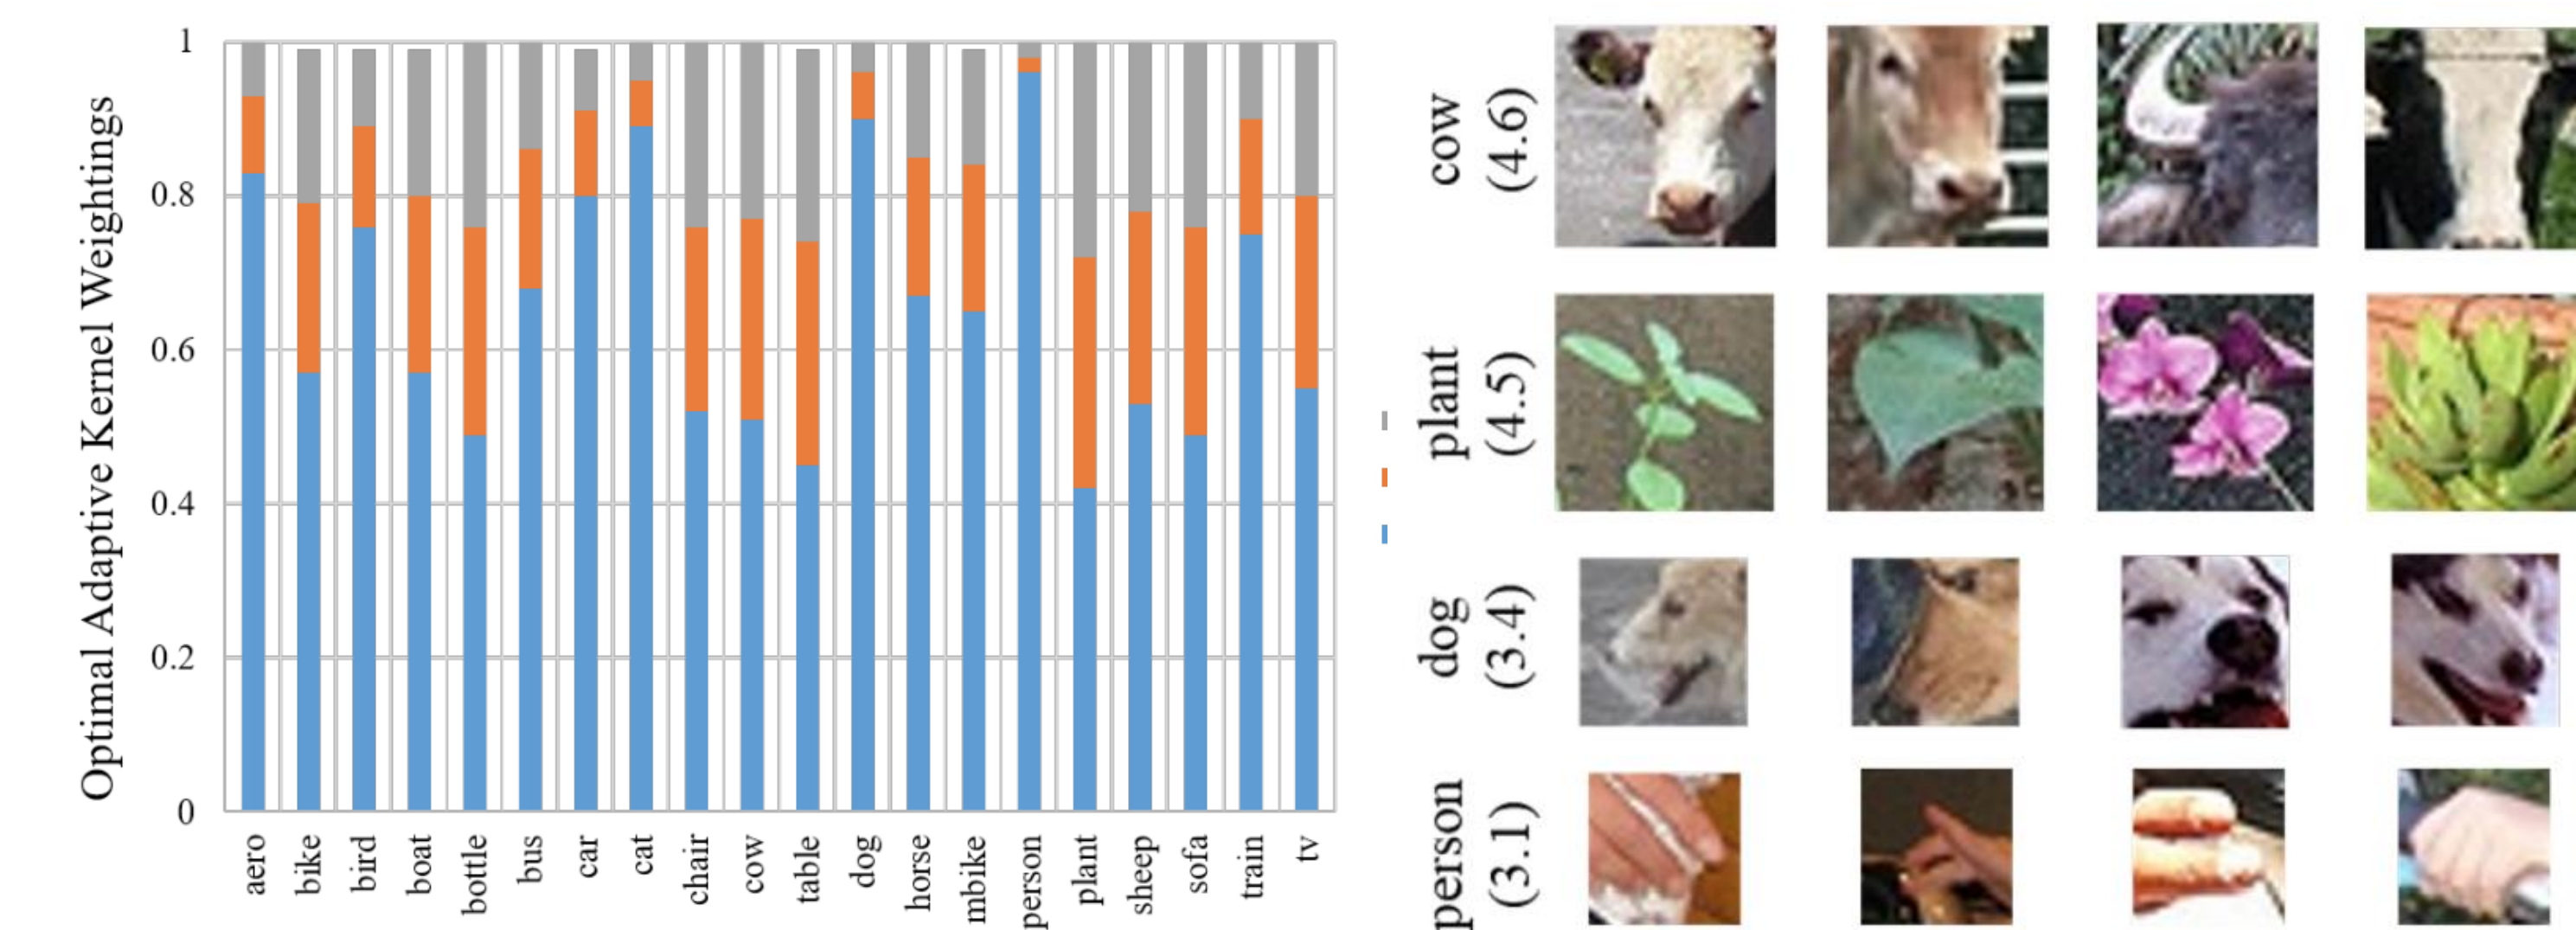 Optimal Adaptive Kernel Weightings
1
0.8
0.6
0.4
0.2
0
aero
bike
bird
boat
bottle
bus
car
cat
chair
cow
table
dog
horse
mbike
person
plant
sheep
sofa
train
tv
cow
(4.6)
plant
(4.5)
dog
(3.4)
person
(3.1)